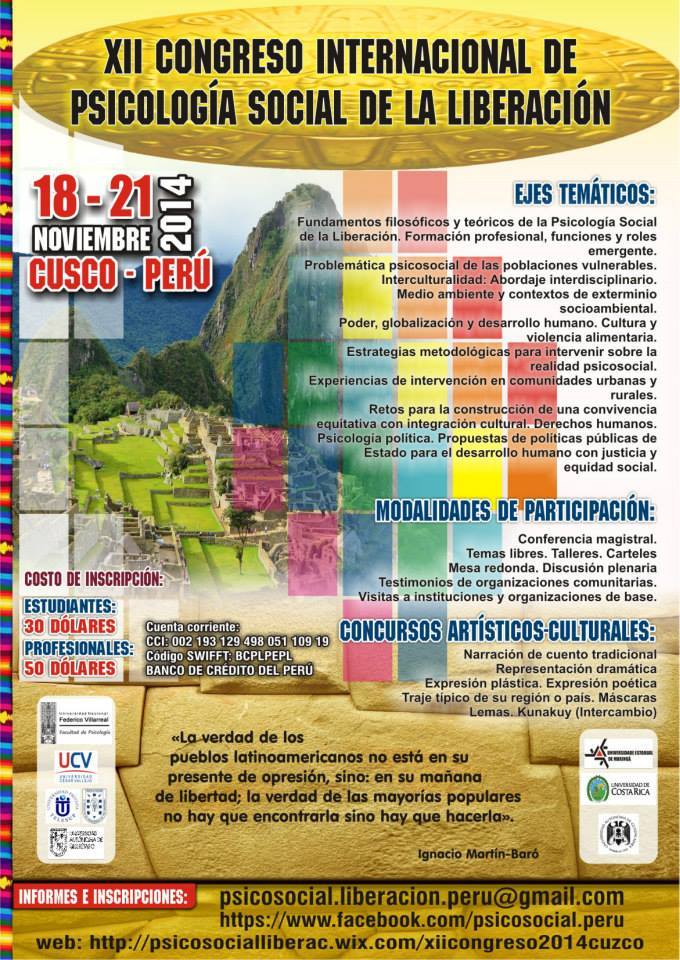 XII CONGRESO INTERNACIONAL DE
PSICOLOGÍA SOCIAL DE LA LIBERACIÓN
18 - 21
NOVIEMBRE
2014
CUSCO - PERÚ
EJES TEMÁTICOS:
Fundamentos filosóficos y teóricos de la Psicología Social
de la Liberación. Formación profesional, funciones y roles
emergente.
Problemática psicosocial de las poblaciones vulnerables.
Interculturalidad: Abordaje interdisciplinario.
Medio ambiente y contextos de exterminio
socioambiental.
Poder, globalización y desarrollo humano. Cultura y
violencia alimentaria.
Estrategias metodológicas para intervenir sobre la
realidad psicosocial.
Experiencias de intervención en comunidades urbanas y
rurales.
Retos para la construcción de una convivencia
equitativa con integración cultural. Derechos humanos.
Psicología política. Propuestas de políticas públicas de
Estado para el desarrollo humano con justicia y
equidad social.
MODALIDADES DE PARTICIPACIÓN:
Conferencia magistral.
Temas libres. Talleres. Carteles
Mesa redonda. Discusión plenaria
Testimonios de organizaciones comunitarias.
Visitas a instituciones y organizaciones de base.
COSTO DE INSCRIPCIÓN:
ESTUDIANTES:
30 DÓLARES
PROFESIONALES:
50 DÓLARES
Cuenta corriente:
CCI: 002 193 129 498 051 109 19
Código SWIFFT: BCPLPEPL
BANCO DE CRÉDITO DEL PERÚ
CONCURSOS ARTÍSTICOS-CULTURALES:
Narración de cuento tradicional
Representación dramática
Expresión plástica. Expresión poética
Traje típico de su región o pais. Máscaras
Lemas. Kunakuy (Intercambio)
Universidad Nacional
Federico Villarreal
Facultad de Psicología
UCV
UNIVERSIDAD
CÉSAR VALLEJO
UNIVERSIDAD
AUTÓNOMA DE
QUERÉTARO
«La verdad de los
pueblos latinoamericanos no está en su
presente de opresión, sino: en su mañana
de libertad; la verdad de las mayorías populares
no hay que encontrarla sino hay que hacerla».
Ignacio Martín-Baró
UNIVERSIDADE ESTADUAL
DE MARINGÁ
UNIVERSIDAD DE
COSTA RICA
INFORMES E INSCRIPCIONES:
psicosocial.liberacion.peru@gmail.com
https://www.facebook.com/psicosocial.peru
web: http://psicosocialliberac.wix.com/xiicongreso2014cuzco